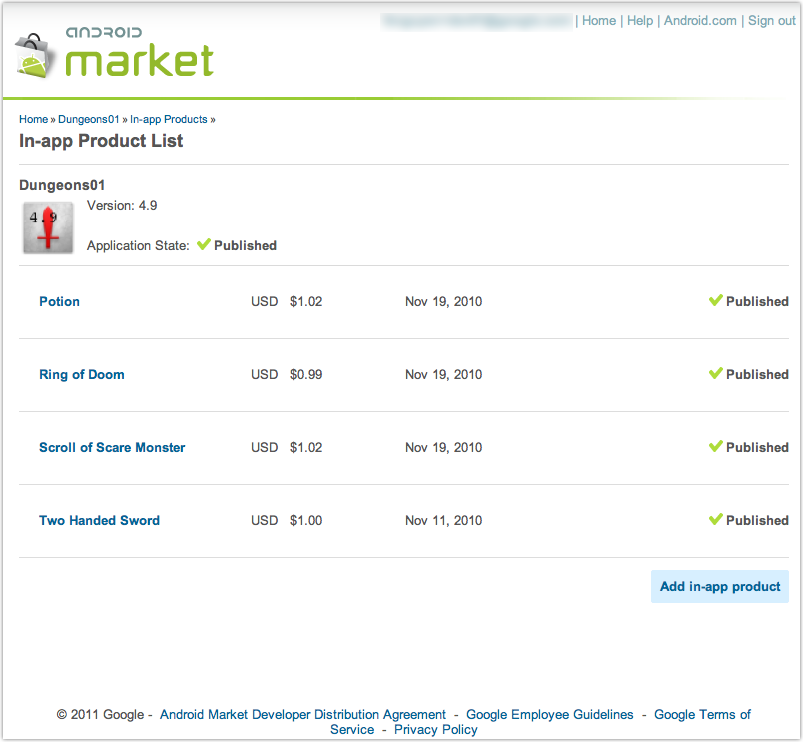 | Home | Help | Android.com | Sign out
ANDROID
market
Home » Dungeons01 » In-app Products »
In-app Product List
Dungeons01
4.9
Version: 4.9
Application State: Published
Potion USD $1.02 Nov 19, 2010 Published
Ring of Doom USD $0.99 Nov 19, 2010 Published
Scroll of Scare Monster USD $1.02 Nov 19, 2010 Published
Two Handed Sword USD $1.00 Nov 11, 2010 Published
Add in-app product
© 2011 Google - Android Market Developer Distribution Agreement - Google Employee Guidelines - Google Terms of
Service - Privacy Policy